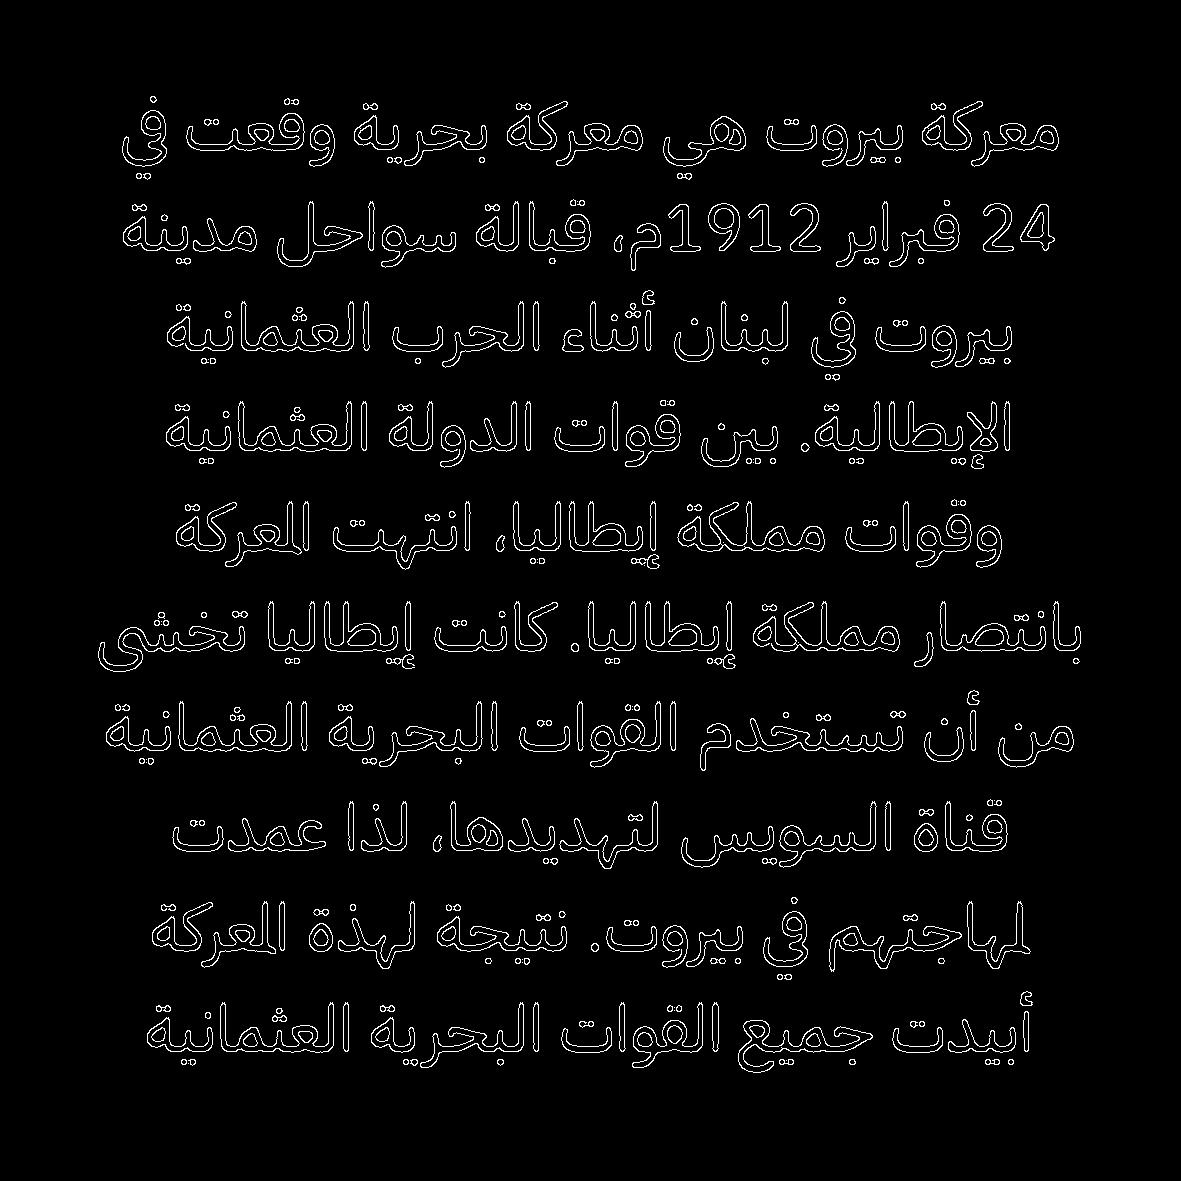 معركة بيروت هي معركة بحرية وقعت في
24 فبراير 1912م، قبالة سواحل مدينة
بيروت في لبنان أثناء الحرب العثمانية
الإيطالية. بين قوات الدولة العثمانية
وقوات مملكة إيطاليا، انتهت المعركة
بانتصار مملكة إيطاليا. كانت إيطاليا تخشى
من أن تستخدم القوات البحرية العثمانية
قناة السويس لتهديدها، لذا عمدت
لمهاجتهم في بيروت. نتيجة لهذة المعركة
أبيدت جميع القوات البحرية العثمانية